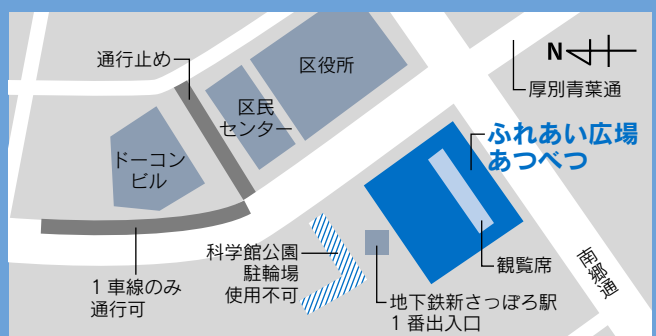 通行止め
区役所
区民
センター
ドーコン
ビル
N
厚別青葉通
ふれあい広場
あつべつ
1車線のみ
通行可
科学館公園
駐輪場
使用不可
観覧席
地下鉄新さっぽろ駅
1番出入口
南郷通